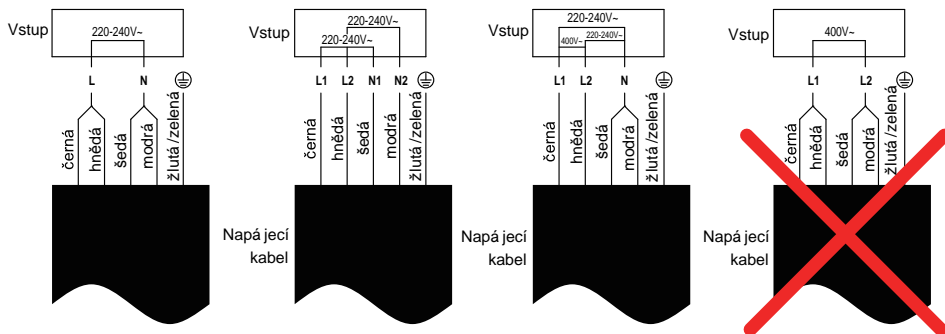 Vstup
220-240V~
L
N
černá
hnědá
šedá
modrá
žlutá/zelená
Vstup
220-240V~
220-240V~
L1
L2
N1
N2
černá
hnědá
šedá
modrá
žlutá/zelená
Napá jecí
kabel
Vstup
220-240V~
400V~
220-240V~
L1
L2
N
černá
hnědá
šedá
modrá
žlutá/zelená
Napá jecí
kabel
Vstup
400V~
L1
L2
černá
hnědá
šedá
modrá
žlutá/zelená
Napá jecí
kabel